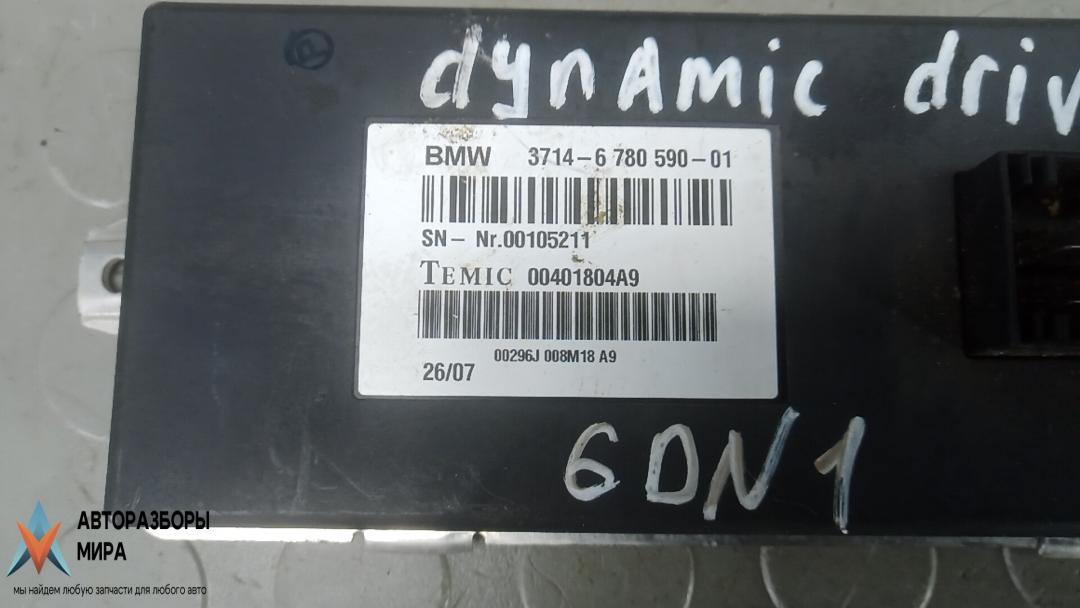 dynamic driv
BMW 3714-6 780 590-01
SN- Nr.00105211
TEMIC 00401804A9
00296J 008M18 A9
26/07
6DN1
АВТОРАЗБОРЫ
МИРА
мы найдем любую запчасти для любого авто